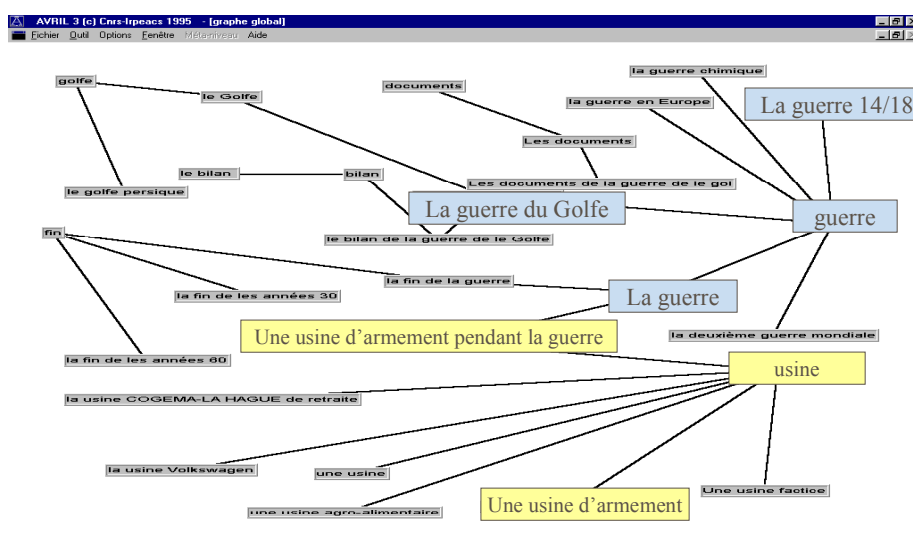 AVRIL 3 (c) Cnrs-Irpeacs 1995 - [graphe global]
Fichier Outil Options Fenêtre Méta-niveau Aide
golfe
le Golfe
documents
la guerre chimique
la guerre en Europe
La guerre 14/18
Les documents
le bilan
bilan
Les documents de la guerre de le gol
le golfe persique
La guerre du Golfe
guerre
fin
le bilan de la guerre de le Golfe
la fin de la guerre
la fin de les années 30
La guerre
Une usine d'armement pendant la guerre
la deuxième guerre mondiale
la fin de les années 60
usine
la usine COGEMA-LA HAGUE de retraite
la usine Volkswagen
une usine
Une usine d'armement
Une usine factice
une usine agro-alimentaire